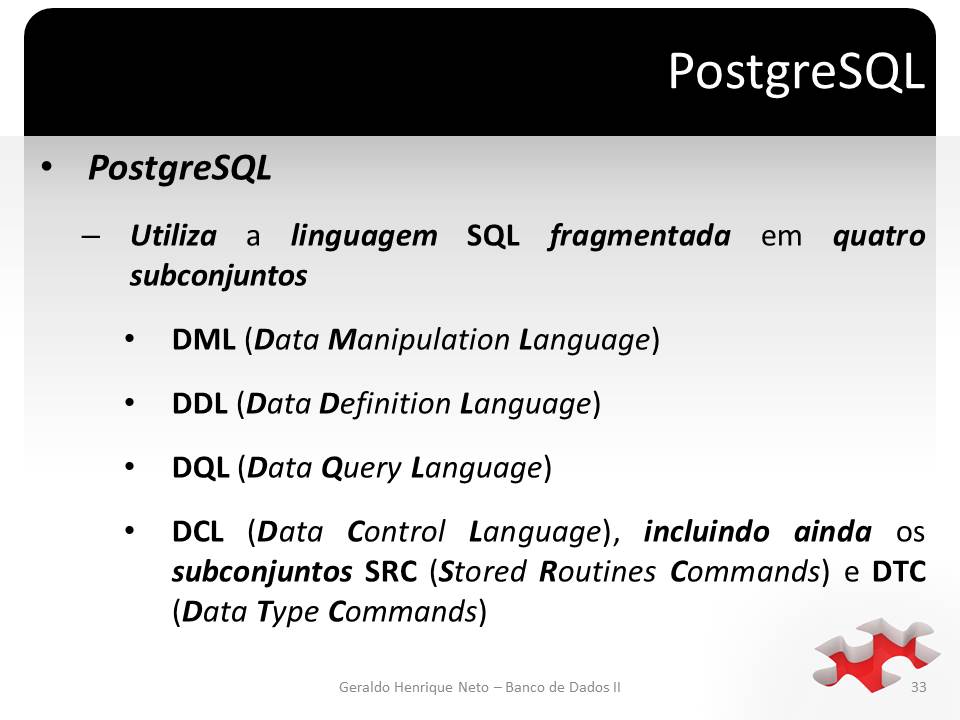 PostgreSQL
• PostgreSQL
– Utiliza a linguagem SQL fragmentada em quatro
subconjuntos
• DML (Data Manipulation Language)
• DDL (Data Definition Language)
• DQL (Data Query Language)
• DCL (Data Control Language), incluindo ainda os
subconjuntos SRC (Stored Routines Commands) e DTC
(Data Type Commands)
Geraldo Henrique Neto – Banco de Dados II
33